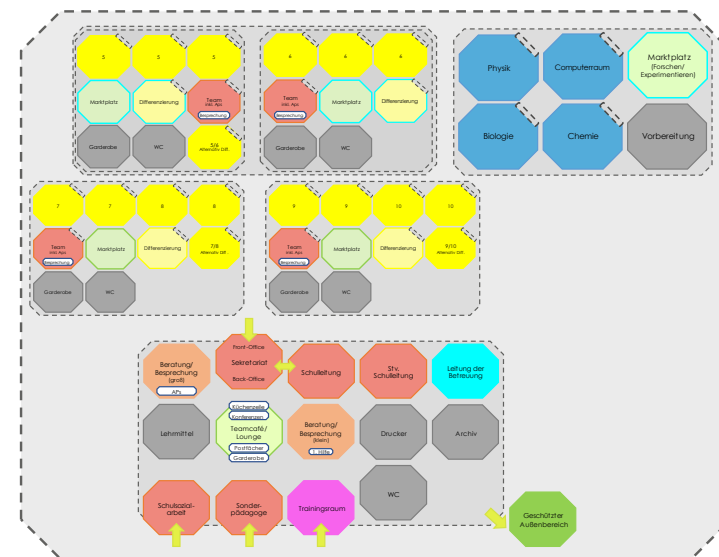 5
5
5
Marktplatz
Differenzierung
Team
inkl. Aps
Besprechung
Garderobe
WC
5/6
Alternativ Diff.
6
6
6
Team
inkl. Aps
Besprechung
Marktplatz
Differenzierung
Garderobe
WC
Physik
Computerraum
Marktplatz
(Forschen/
Experimentieren)
Biologie
Chemie
Vorbereitung
7
7
8
8
Team
inkl. Aps
Besprechung
Marktplatz
Differenzierung
7/8
Alternativ Diff.
Garderobe
WC
9
9
10
10
Team
inkl. Aps
Besprechung
Marktplatz
Differenzierung
9/10
Alternativ Diff.
Garderobe
WC
Beratung/
Besprechung
(groß)
APs
Front-Office
Sekretariat
Back-Office
Schulleitung
Stv.
Schulleitung
Leitung der
Betreuung
Lehrmittel
Küchenzeile
Konferenzen
Teamcafé/
Lounge
Postfächer
Garderobe
Beratung/
Besprechung
(klein)
1. Hilfe
Drucker
Archiv
Schulsozial-
arbeit
Sonder-
pädagoge
Trainingsraum
WC
Geschützter
Außenbereich